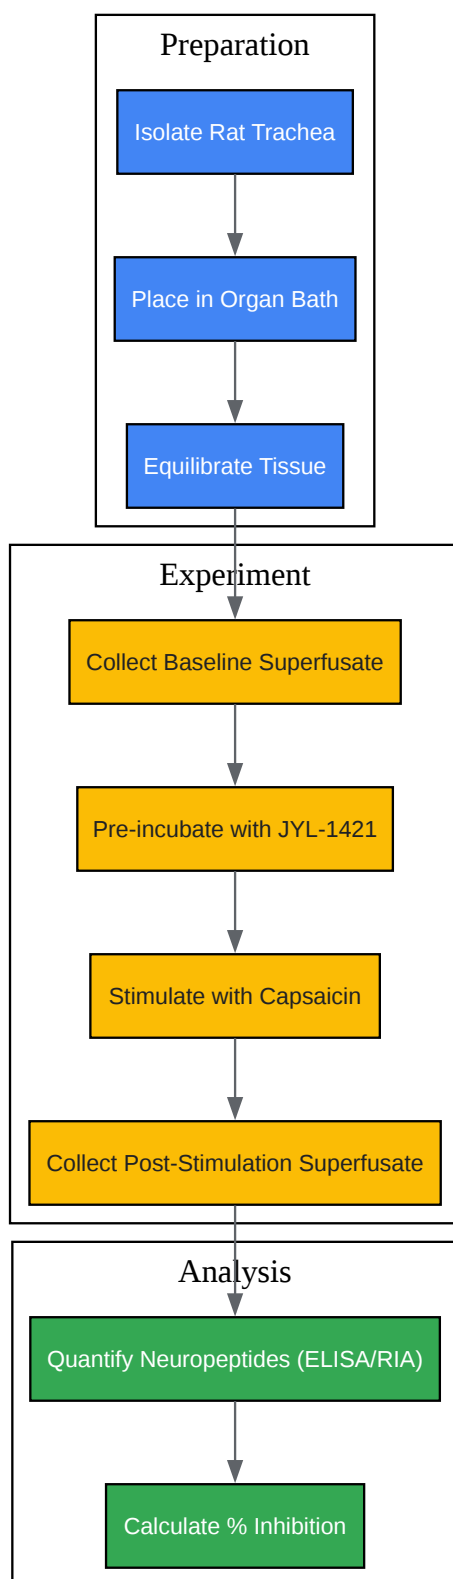 Preparation
Isolate Rat Trachea
Place in Organ Bath
Equilibrate Tissue
Experiment
Collect Baseline Superfusate
Pre-incubate with JYL-1421
Stimulate with Capsaicin
Collect Post-Stimulation Superfusate
Analysis
Quantify Neuropeptides (ELISA/RIA)
Calculate % Inhibition